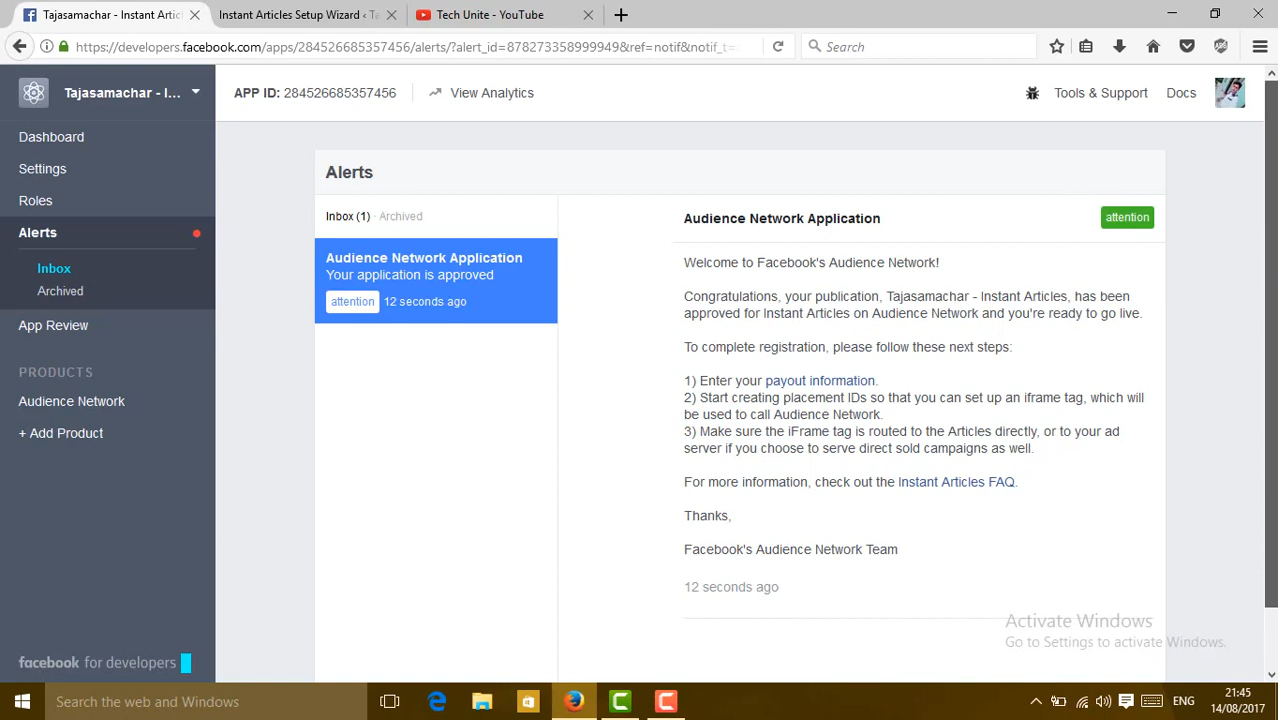 Tajasamachar - Instant Artic
Instant Articles Setup Wizard ‹ Ta
Tech Unite - YouTube
https://developers.facebook.com/apps/284526685357456/alerts/?alert_id=878273358999949&ref=notif&notif_t=
Search
Tajasamachar - I...
APP ID: 284526685357456
View Analytics
Tools & Support
Docs
Dashboard
Settings
Roles
Alerts
Inbox
Archived
App Review
PRODUCTS
Audience Network
+ Add Product
facebook for developers
Alerts
Inbox (1) · Archived
Audience Network Application
Your application is approved
attention 12 seconds ago
Audience Network Application
attention
Welcome to Facebook's Audience Network!
Congratulations, your publication, Tajasamachar - Instant Articles, has been
approved for Instant Articles on Audience Network and you're ready to go live.
To complete registration, please follow these next steps:
1) Enter your payout information.
2) Start creating placement IDs so that you can set up an iframe tag, which will
be used to call Audience Network.
3) Make sure the iFrame tag is routed to the Articles directly, or to your ad
server if you choose to serve direct sold campaigns as well.
For more information, check out the Instant Articles FAQ.
Thanks,
Facebook's Audience Network Team
12 seconds ago
Activate Windows
Go to Settings to activate Windows.
Search the web and Windows
ENG
21:45
14/08/2017